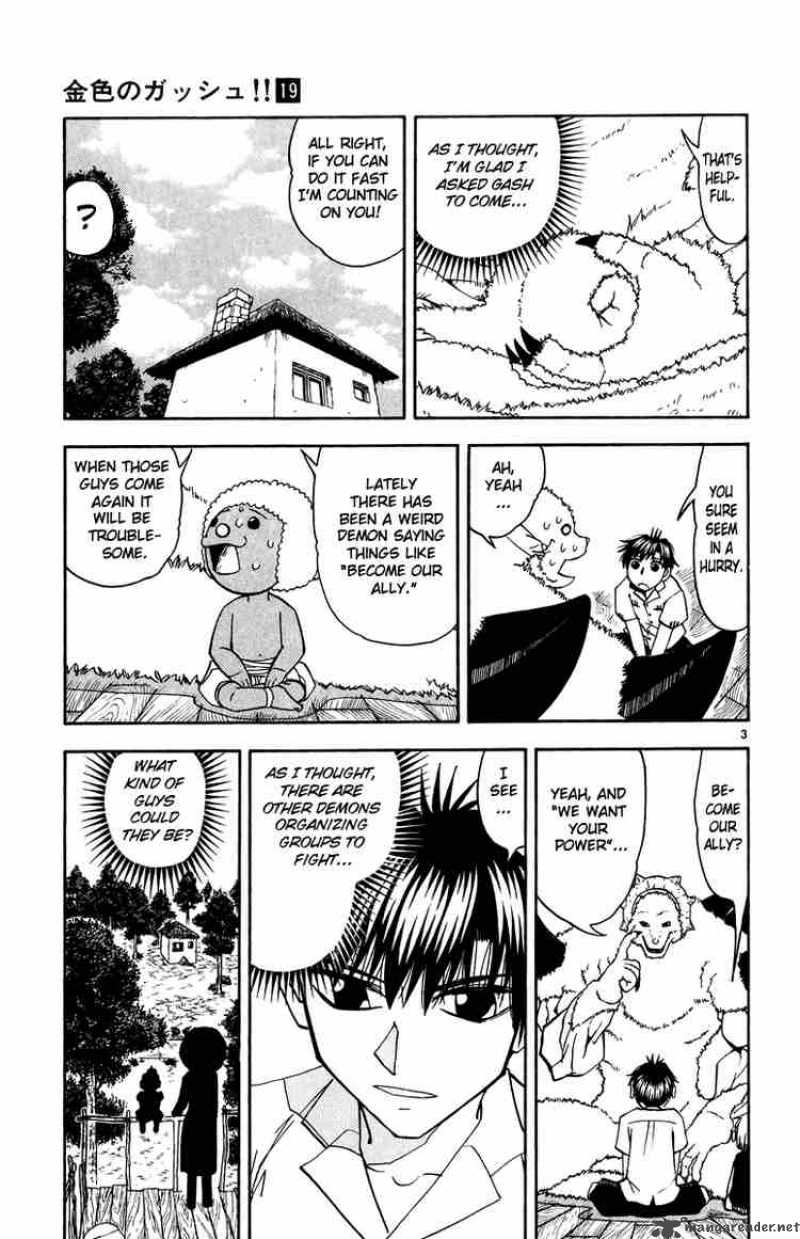 金色のガッシュ!! 19
THAT'S
HELP-
FUL.
AS I THOUGHT,
I'M GLAD I
ASKED GASH
TO COME...
ALL RIGHT,
IF YOU CAN
DO IT FAST
I'M COUNTING
ON YOU!
?
YOU
SURE
SEEM
IN A
HURRY.
AH,
YEAH
...
LATELY
THERE HAS
BEEN A WEIRD
DEMON SAYING
THINGS LIKE
"BECOME OUR
ALLY."
WHEN THOSE
GUYS COME
AGAIN IT
WILL BE
TROUBLE-
SOME.
3
BE-
COME
OUR
ALLY?
YEAH, AND
"WE WANT
YOUR
POWER"...
I
SEE
...
AS I THOUGHT,
THERE ARE
OTHER DEMONS
ORGANIZING
GROUPS TO
FIGHT...
WHAT
KIND OF
GUYS
COULD
THEY BE?
mangareader.net